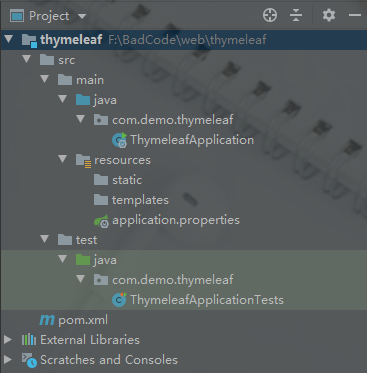 Project
thymeleaf F:\BadCode\web\thymeleaf
src
main
java
com.demo.thymeleaf
ThymeleafApplication
resources
static
templates
application.properties
test
java
com.demo.thymeleaf
ThymeleafApplicationTests
pom.xml
External Libraries
Scratches and Consoles